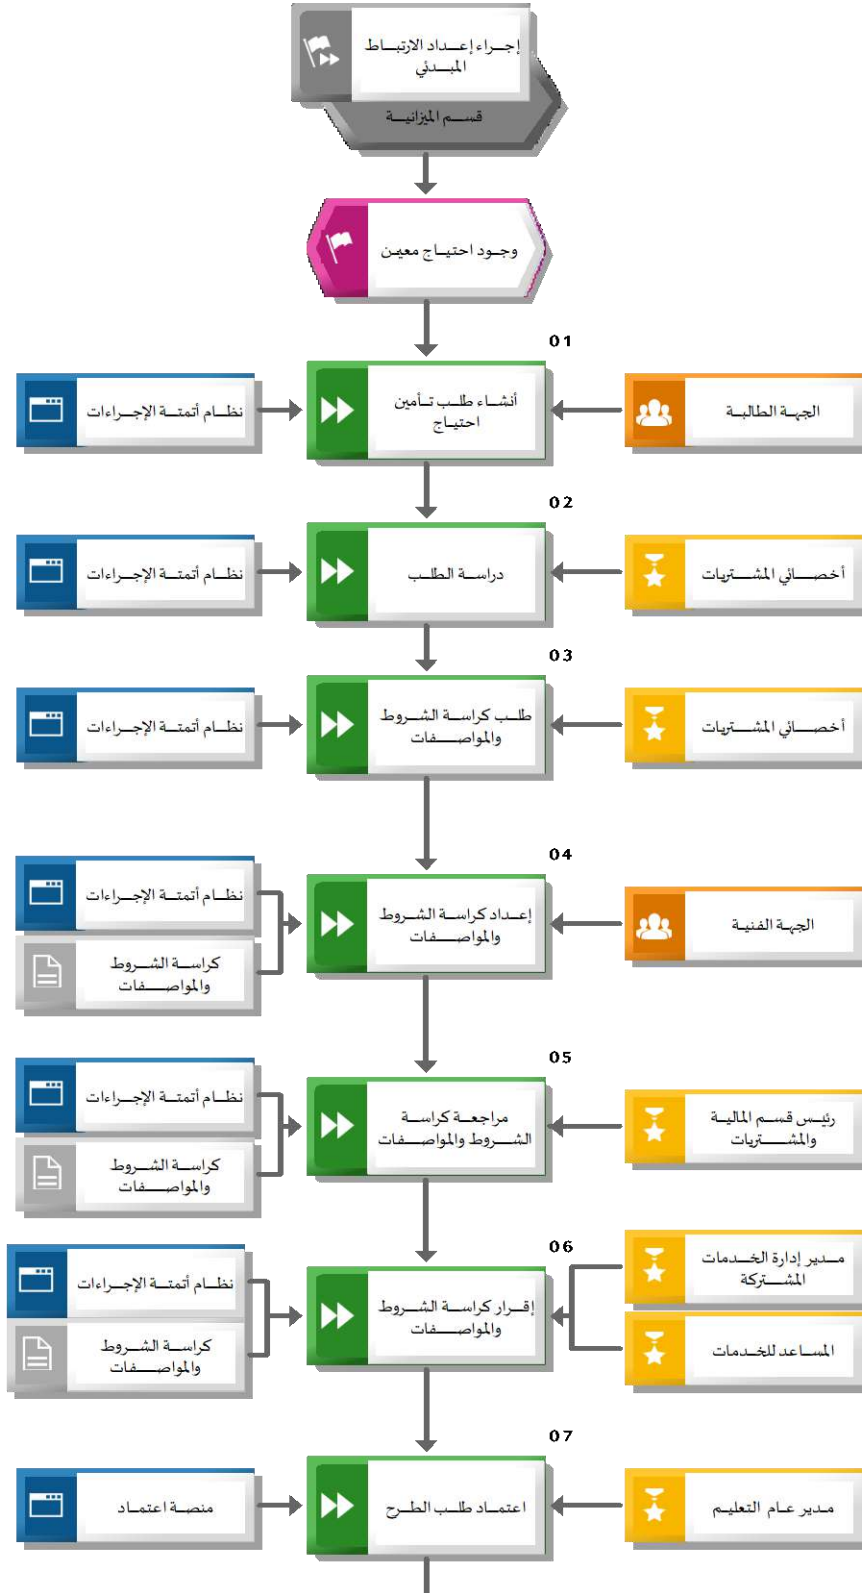 إجراء إعداد الارتباط
المبدئي
قسم الميزانية
وجود احتياج معين
01
الجهة الطالبة
أنشاء طلب تأمين
احتياج
نظام أتمتة الإجراءات
02
أخصائي المشتريات
دراسة الطلب
نظام أتمتة الإجراءات
03
أخصائي المشتريات
طلب كراسة الشروط
والمواصفات
نظام أتمتة الإجراءات
04
الجهة الفنية
إعداد كراسة الشروط
والمواصفات
نظام أتمتة الإجراءات
كراسة الشروط
والمواصفات
05
رئيس قسم المالية
والمشتريات
مراجعة كراسة
الشروط والمواصفات
نظام أتمتة الإجراءات
كراسة الشروط
والمواصفات
06
مدير إدارة الخدمات
المشتركة
المساعد للخدمات
إقرار كراسة الشروط
والمواصفات
نظام أتمتة الإجراءات
كراسة الشروط
والمواصفات
07
مدير عام التعليم
اعتماد طلب الطرح
منصة اعتماد